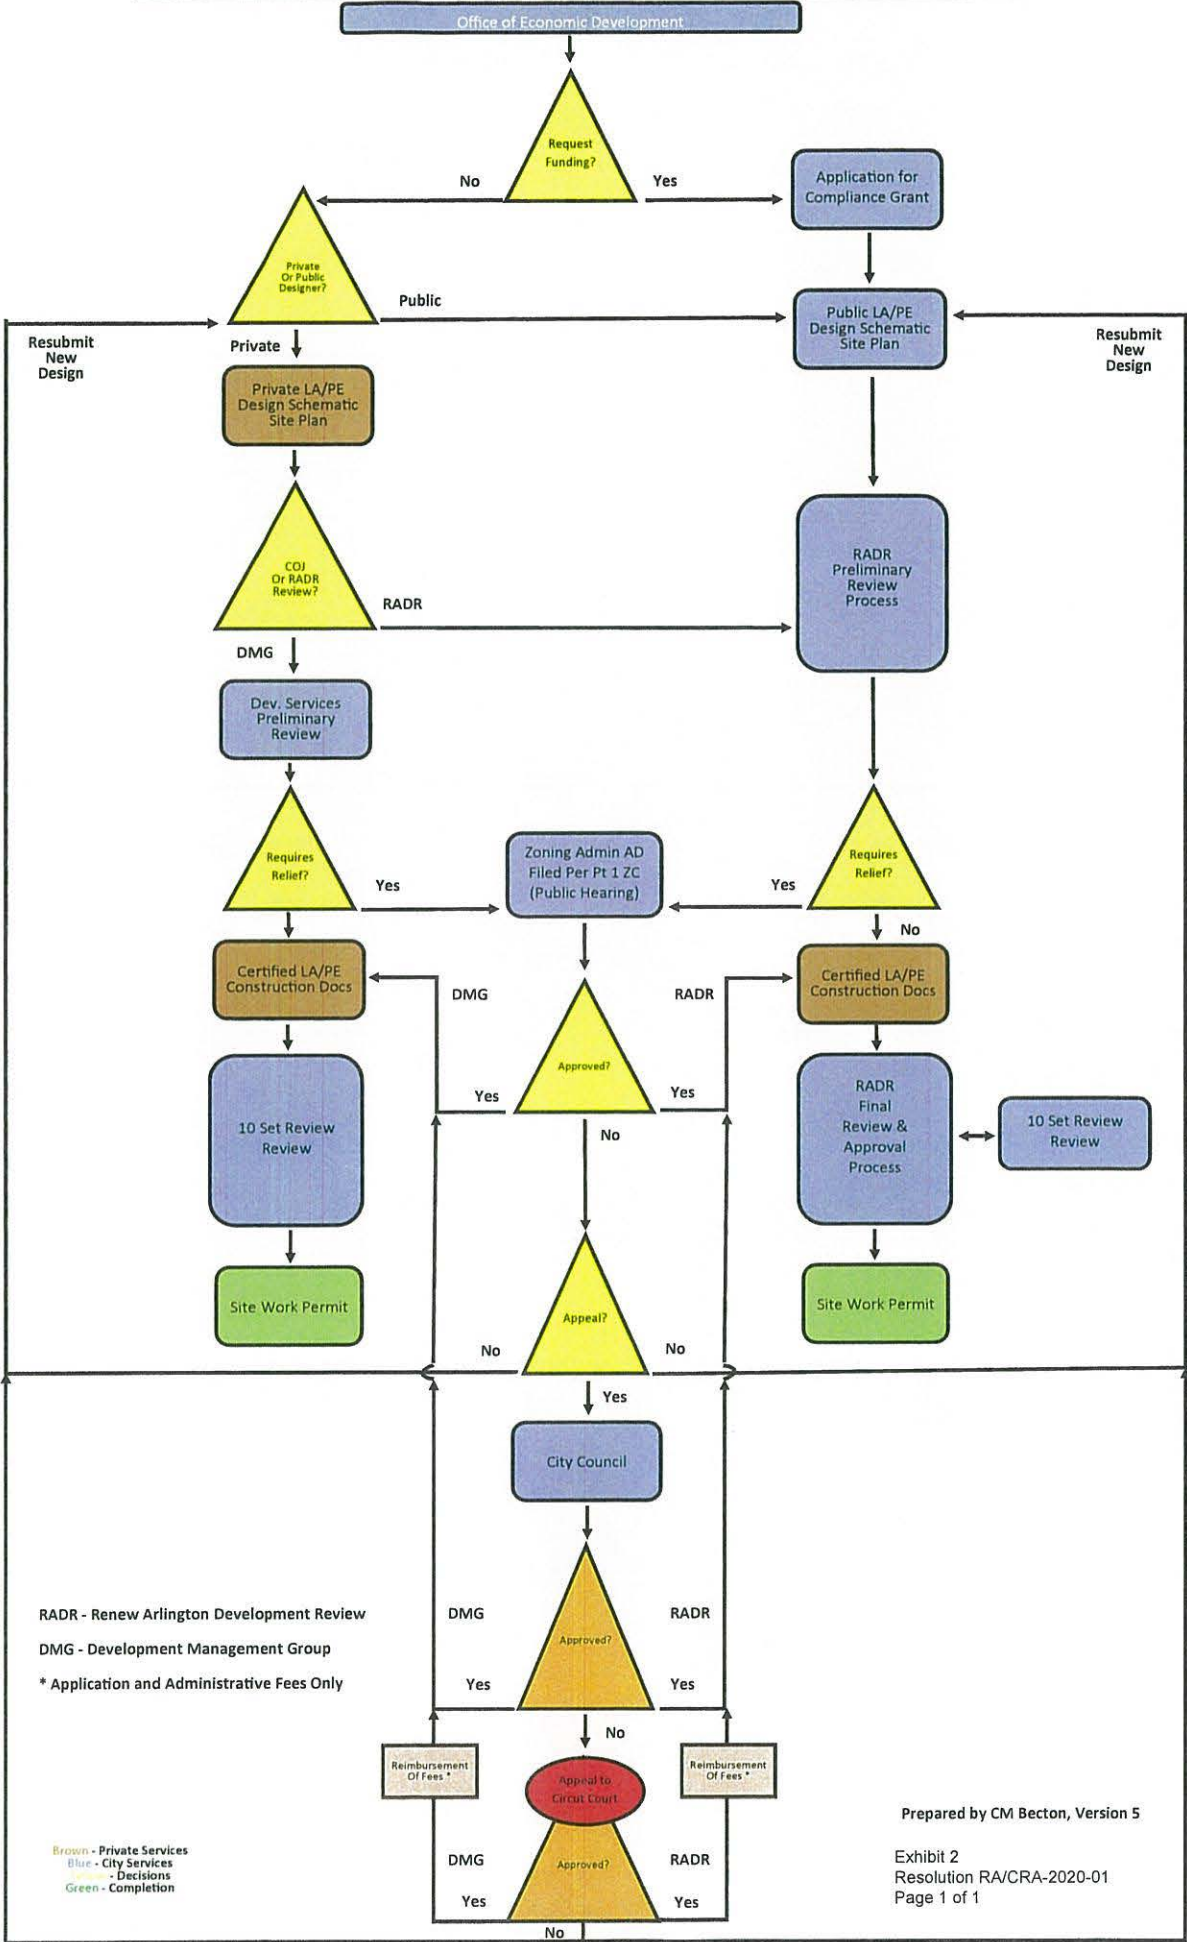 Office of Economic Development
Request
Funding?
No
Yes
Application for
Compliance Grant
Private
Or Public
Designer?
Public
Public LA/PE
Design Schematic
Site Plan
Resubmit
New
Design
Resubmit
New
Design
Private
Private LA/PE
Design Schematic
Site Plan
COJ
Or RADR
Review?
RADR
RADR
Preliminary
Review
Process
DMG
Dev. Services
Preliminary
Review
Requires
Relief?
Yes
Zoning Admin AD
Filed Per Pt 1 ZC
(Public Hearing)
Yes
Requires
Relief?
No
Certified LA/PE
Construction Docs
DMG
RADR
Certified LA/PE
Construction Docs
Approved?
Yes
Yes
No
10 Set Review
Review
RADR
Final
Review &
Approval
Process
10 Set Review
Review
Site Work Permit
Appeal?
Site Work Permit
No
No
Yes
City Council
RADR - Renew Arlington Development Review
DMG - Development Management Group
* Application and Administrative Fees Only
DMG
RADR
Approved?
Yes
Yes
No
Reimbursement
Of Fees *
Appeal to
Circut Court
Reimbursement
Of Fees *
Prepared by CM Becton, Version 5
Brown - Private Services
Blue - City Services
- Decisions
Green - Completion
DMG
Approved?
RADR
Yes
Yes
No
Exhibit 2
Resolution RA/CRA-2020-01
Page 1 of 1